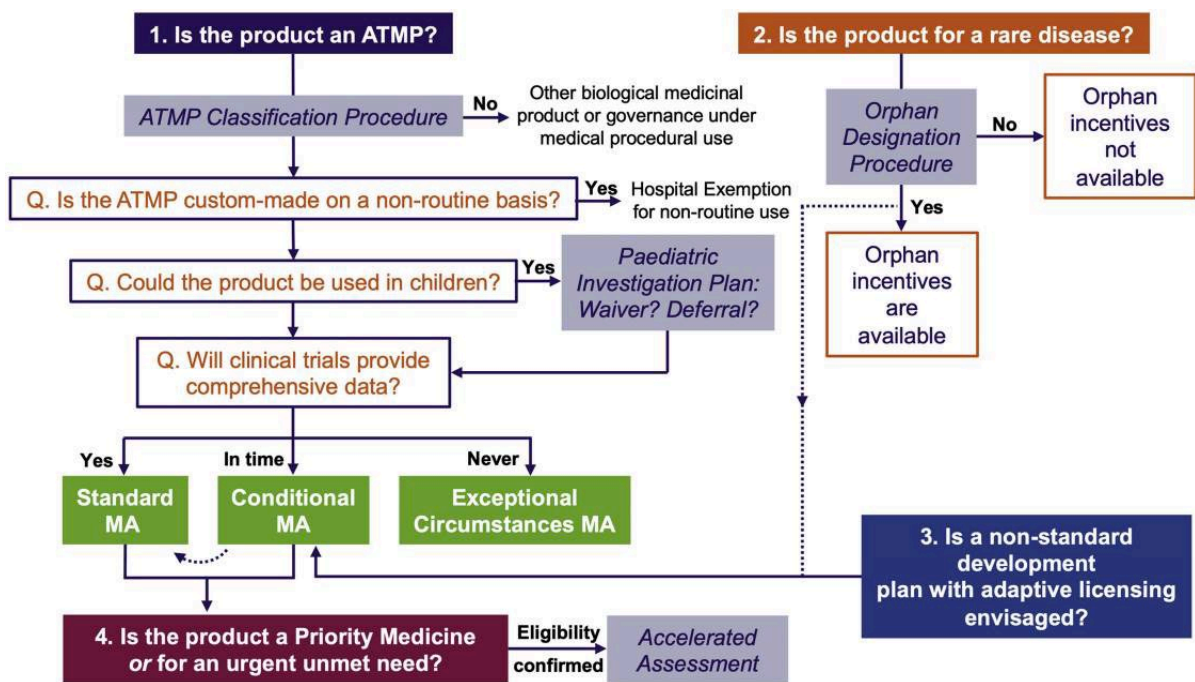 1. Is the product an ATMP?
ATMP Classification Procedure
No
Other biological medicinal
product or governance under
medical procedural use
Q. Is the ATMP custom-made on a non-routine basis?
Yes
Hospital Exemption
for non-routine use
Q. Could the product be used in children?
Yes
Paediatric
Investigation Plan:
Waiver? Deferral?
Q. Will clinical trials provide
comprehensive data?
Yes
In time
Never
Standard
MA
Conditional
MA
Exceptional
Circumstances MA
2. Is the product for a rare disease?
Orphan
Designation
Procedure
No
Orphan
incentives
not
available
Yes
Orphan
incentives
are
available
3. Is a non-standard
development
plan with adaptive licensing
envisaged?
4. Is the product a Priority Medicine
or for an urgent unmet need?
Eligibility
confirmed
Accelerated
Assessment